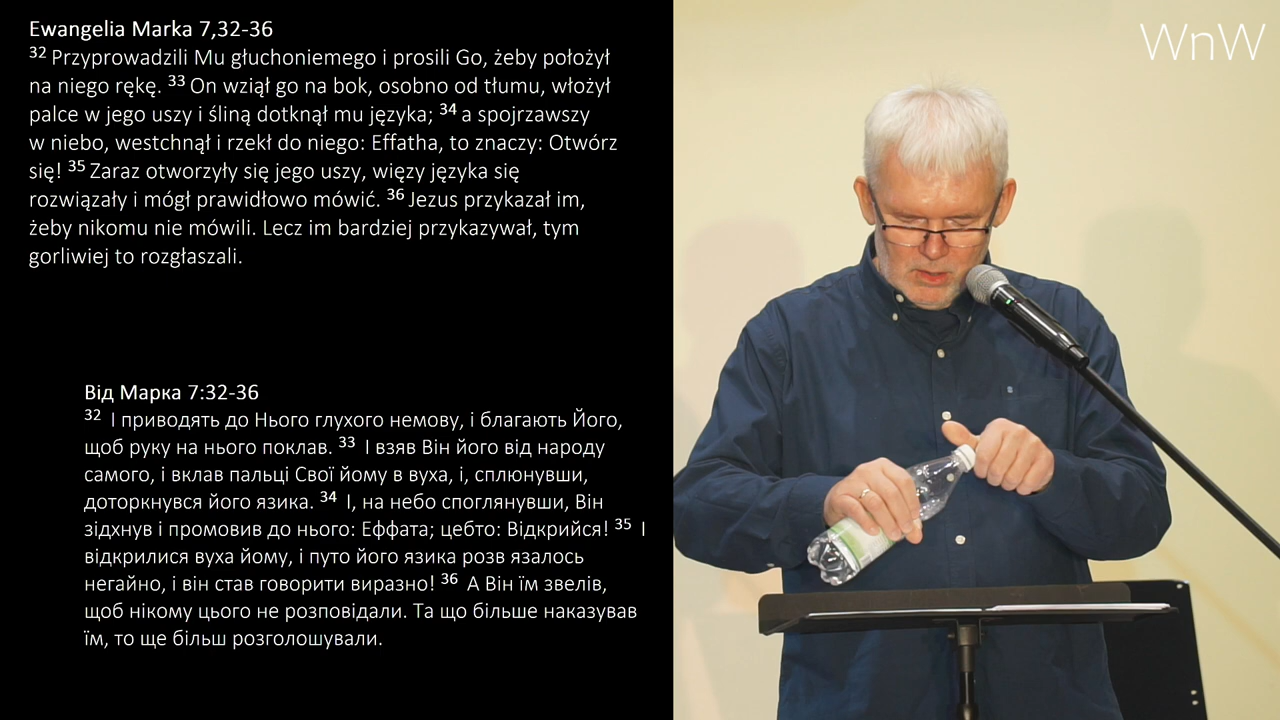 Ewangelia Marka 7,32-36
32 Przyprowadzili Mu głuchoniemego i prosili Go, żeby położył
na niego rękę. 33 On wziął go na bok, osobno od tłumu, włożył
palce w jego uszy i śliną dotknął mu języka; 34 a spojrzawszy
w niebo, westchnął i rzekł do niego: Effatha, to znaczy: Otwórz
się! 35 Zaraz otworzyły się jego uszy, więzy języka się
rozwiązały i mógł prawidłowo mówić. 36 Jezus przykazał im,
żeby nikomu nie mówili. Lecz im bardziej przykazywał, tym
gorliwiej to rozgłaszali.
Від Марка 7:32-36
32 І приводять до Нього глухого немову, і благають Його,
щоб руку на нього поклав. 33 І взяв Він його від народу
самого, і вклав пальці Свої йому в вуха, і, сплюнувши,
доторкнувся його язика. 34 І, на небо споглянувши, Він
зідхнув і промовив до нього: Еффата; цебто: Відкрийся! 35 І
відкрилися вуха йому, і путо його язика розв язалось
негайно, і він став говорити виразно! 36 А Він їм звелів,
щоб нікому цього не розповідали. Та що більше наказував
їм, то ще більш розголошували.
WnW